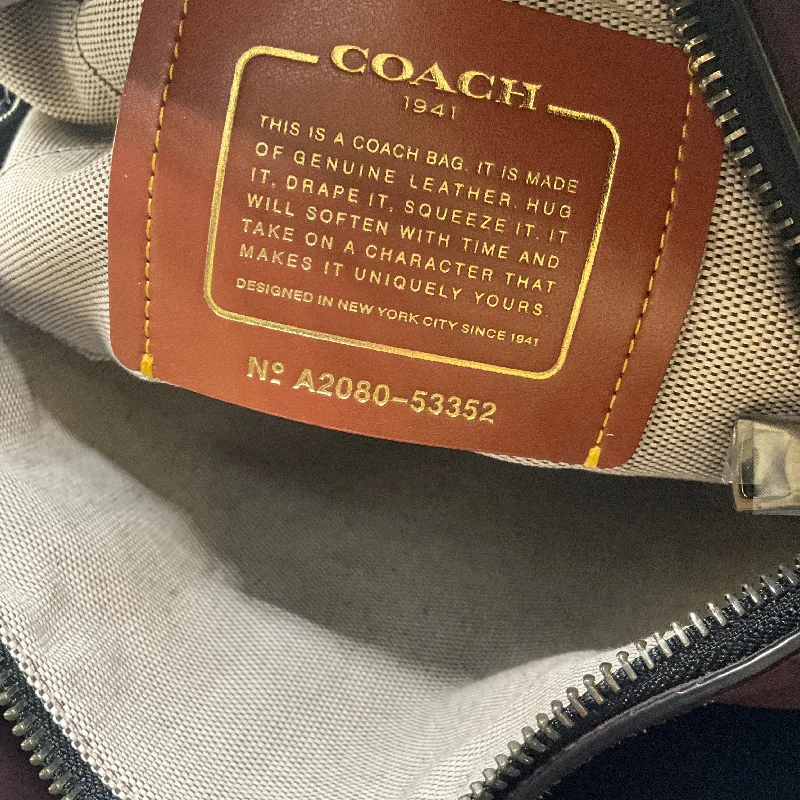 COACH
1941
THIS IS A COACH BAG. IT IS MADE
OF GENUINE LEATHER. HUG
IT, DRAPE IT, SQUEEZE IT. IT
WILL SOFTEN WITH TIME AND
TAKE ON A CHARACTER THAT
MAKES IT UNIQUELY YOURS.
DESIGNED IN NEW YORK CITY SINCE 1941
Nº A2080-53352